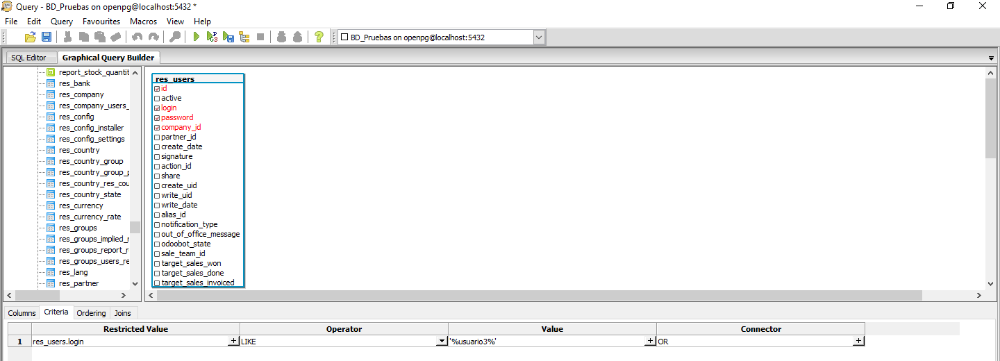 Query - BD_Pruebas on openpg@localhost:5432 *
File Edit Query Favourites Macros View Help
BD_Pruebas on openpg@localhost:5432
SQL Editor Graphical Query Builder
report_stock_quantit
res_bank
res_company
res_company_users_
res_config
res_config_installer
res_config_settings
res_country
res_country_group
res_country_group_p
res_country_res_cou
res_country_state
res_currency
res_currency_rate
res_groups
res_groups_implied_r
res_groups_report_r
res_groups_users_re
res_lang
res_partner
res_users
id
active
login
password
company_id
partner_id
create_date
signature
action_id
share
create_uid
write_uid
write_date
alias_id
notification_type
out_of_office_message
odoobot_state
sale_team_id
target_sales_won
target_sales_done
target_sales_invoiced
Columns Criteria Ordering Joins
Restricted Value Operator Value Connector
1 res_users.login LIKE '%usuario3%' OR